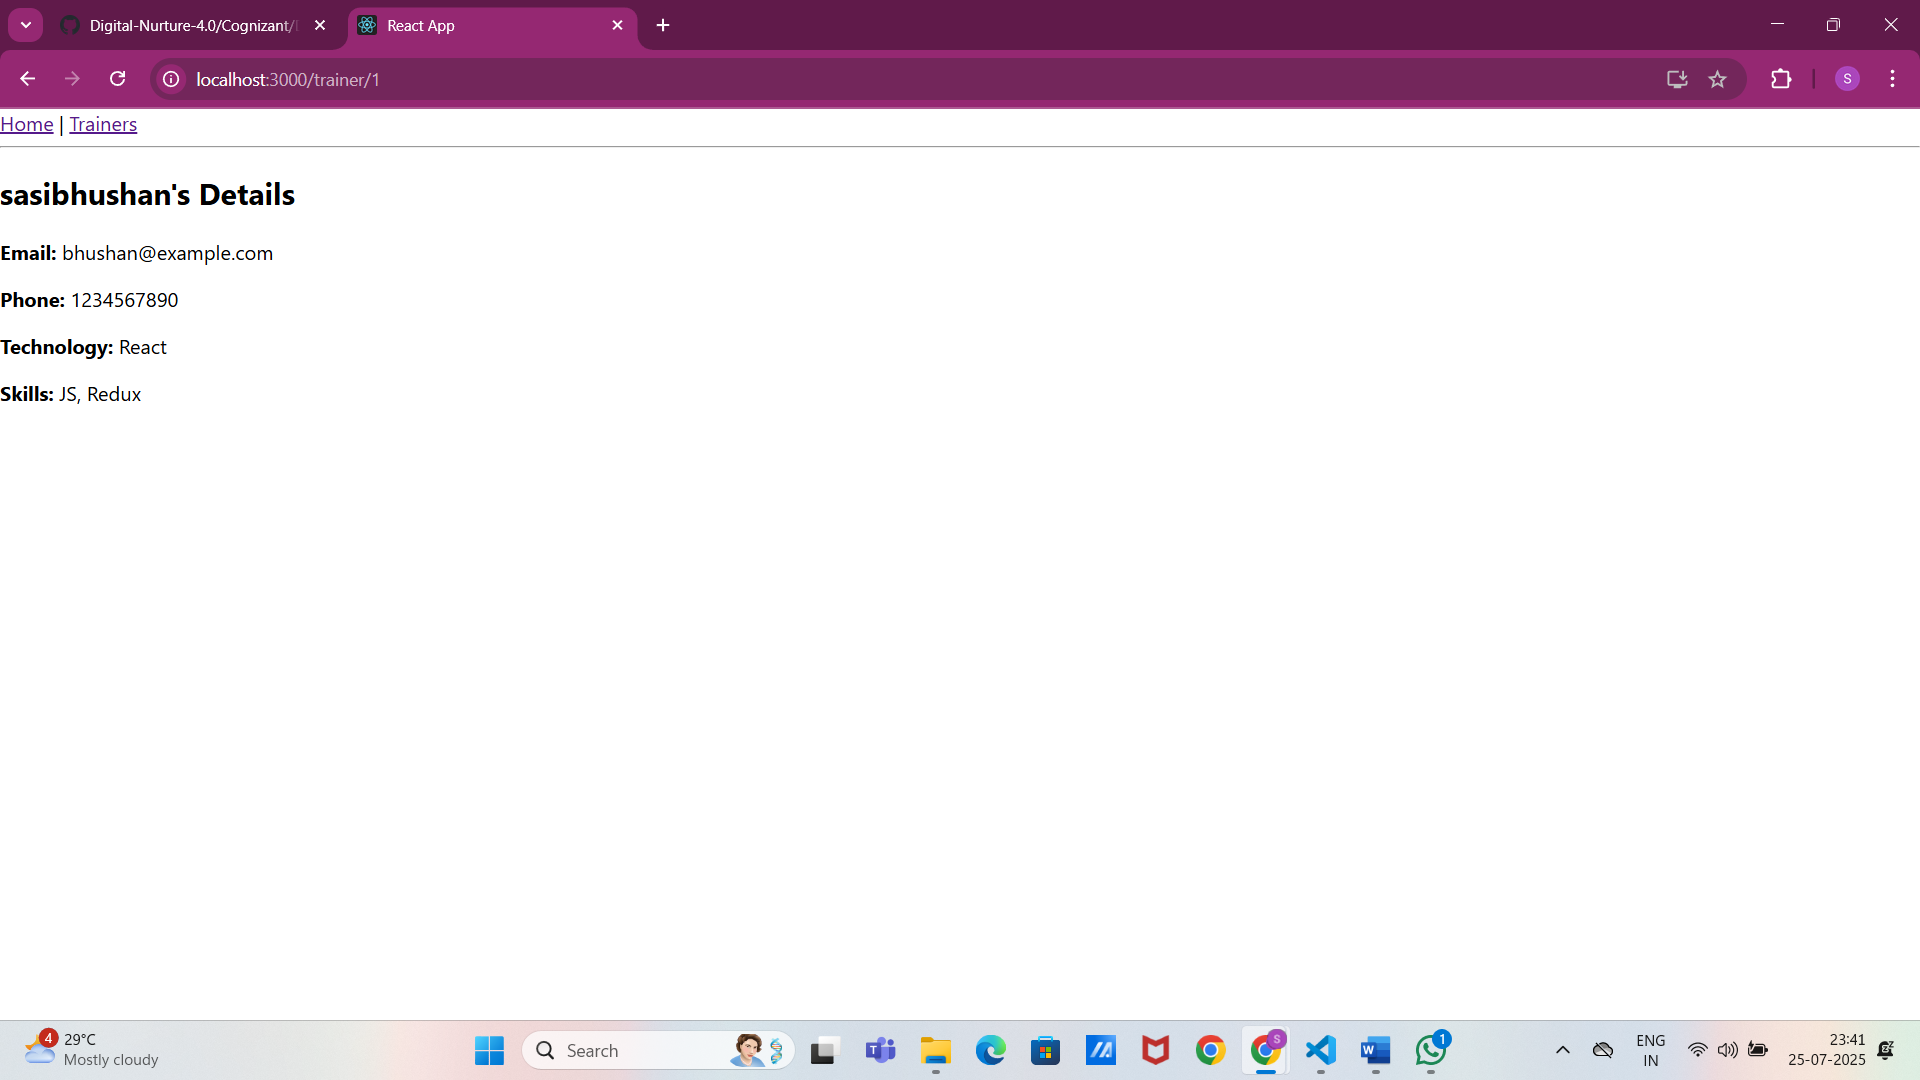 Digital-Nurture-4.0/Cognizant/
React App
localhost:3000/trainer/1
S
Home | Trainers
sasibhushan's Details
Email: bhushan@example.com
Phone: 1234567890
Technology: React
Skills: JS, Redux
4
29°C
Mostly cloudy
Search
T
S
W
1
ENG
IN
23:41
25-07-2025